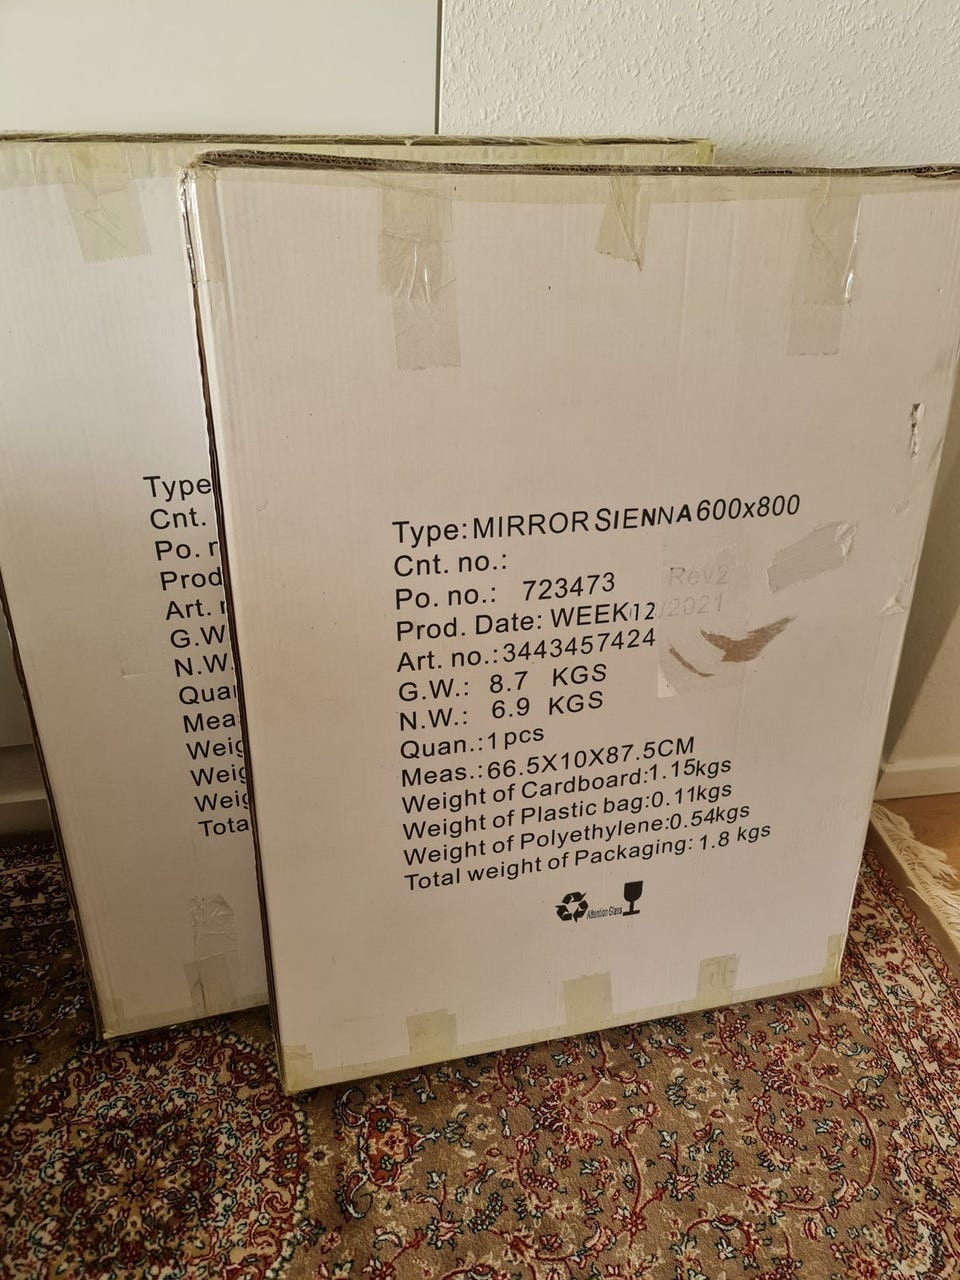 Type
Cnt.
Po. r
Prod
Art. r
G.W
N.W.
Qua
Mea
Weig
Weig
Weig
Tota
Type: MIRROR SIENNA 600x800
Cnt. no.:
Po. no.: 723473 Rev2
Prod. Date: WEEK12/2021
Art. no.:3443457424
G.W.: 8.7 KGS
N.W.: 6.9 KGS
Quan.:1pcs
Meas.:66.5X10X87.5CM
Weight of Cardboard:1.15kgs
Weight of Plastic bag:0.11kgs
Weight of Polyethylene:0.54kgs
Total weight of Packaging: 1.8 kgs
Attention Glass